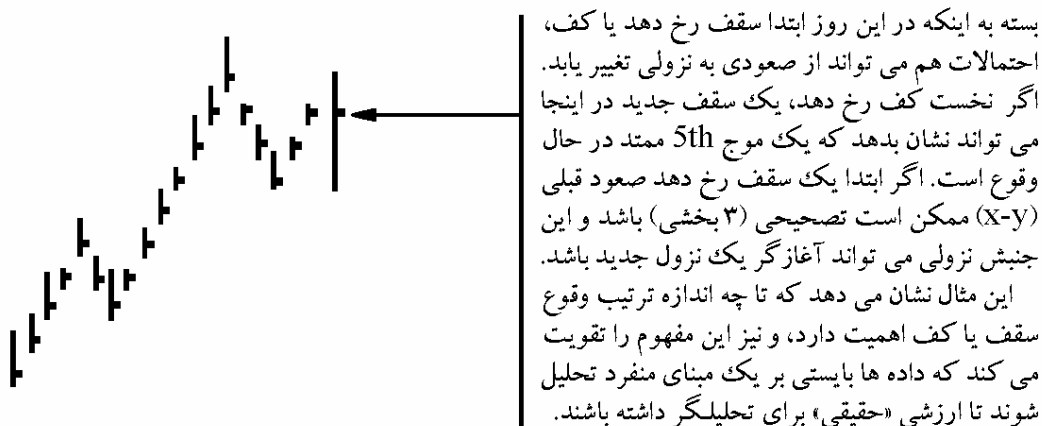 بسته به اینکه در این روز ابتدا سقف رخ دهد یا کف،
احتمالات هم می تواند از صعودی به نزولی تغییر یابد.
اگر نخست کف رخ دهد، یک سقف جدید در اینجا
می تواند نشان بدهد که یک موج 5th ممتد در حال
وقوع است. اگر ابتدا یک سقف رخ دهد صعود قبلی
(x-y) ممکن است تصحیحی (۳ بخشی) باشد و این
جنبش نزولی می تواند آغازگر یک نزول جدید باشد.
این مثال نشان می دهد که تا چه اندازه ترتیب وقوع
سقف یا کف اهمیت دارد، و نیز این مفهوم را تقویت
می کند که داده ها بایستی بر یک مبنای منفرد تحلیل
شوند تا ارزشی «حقیقی» برای تحلیلگر داشته باشند.